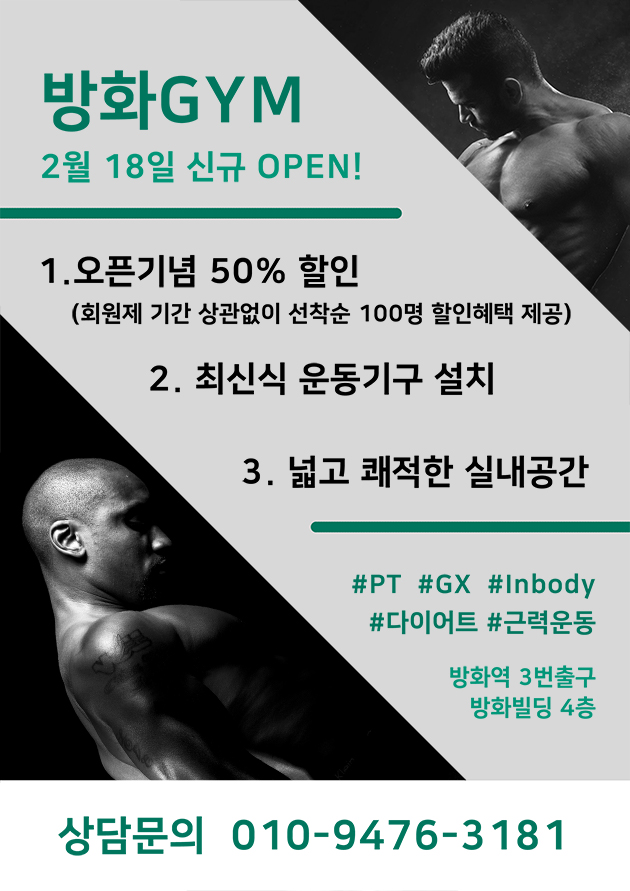 방화GYM
2월 18일 신규 OPEN!
1.오픈기념 50% 할인
(회원제 기간 상관없이 선착순 100명 할인혜택 제공)
2. 최신식 운동기구 설치
3. 넓고 쾌적한 실내공간
#PT #GX #Inbody
#다이어트 #근력운동
방화역 3번출구
방화빌딩 4층
상담문의 010-9476-3181